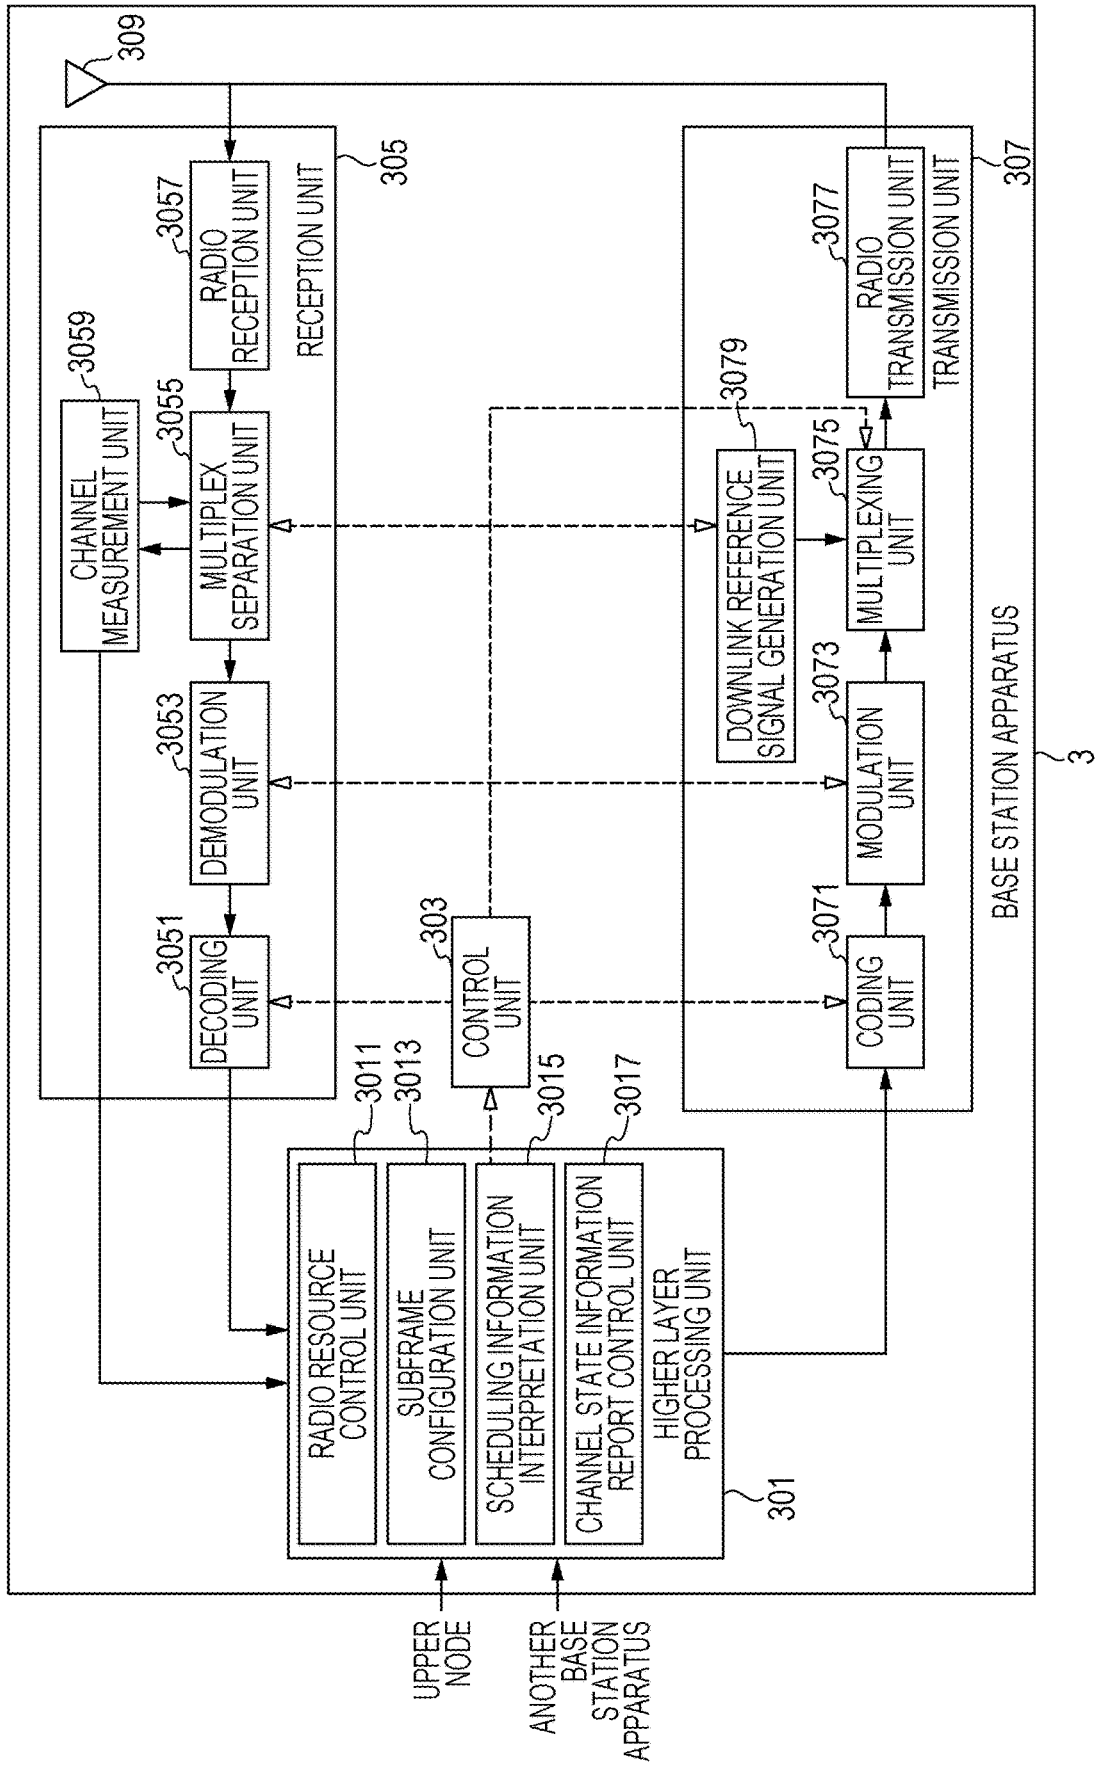 309
3059
CHANNEL
MEASUREMENT UNIT
3051
DECODING
UNIT
3053
DEMODULATION
UNIT
3055
MULTIPLEX
SEPARATION UNIT
3057
RADIO
RECEPTION UNIT
RECEPTION UNIT
305
3011
RADIO RESOURCE
CONTROL UNIT
3013
SUBFRAME
CONFIGURATION UNIT
3015
SCHEDULING INFORMATION
INTERPRETATION UNIT
3017
CHANNEL STATE INFORMATION
REPORT CONTROL UNIT
HIGHER LAYER
PROCESSING UNIT
301
UPPER
NODE
ANOTHER
BASE
STATION
APPARATUS
303
CONTROL
UNIT
3079
DOWNLINK REFERENCE
SIGNAL GENERATION UNIT
3071
CODING
UNIT
3073
MODULATION
UNIT
3075
MULTIPLEXING
UNIT
3077
RADIO
TRANSMISSION UNIT
TRANSMISSION UNIT
307
BASE STATION APPARATUS
3